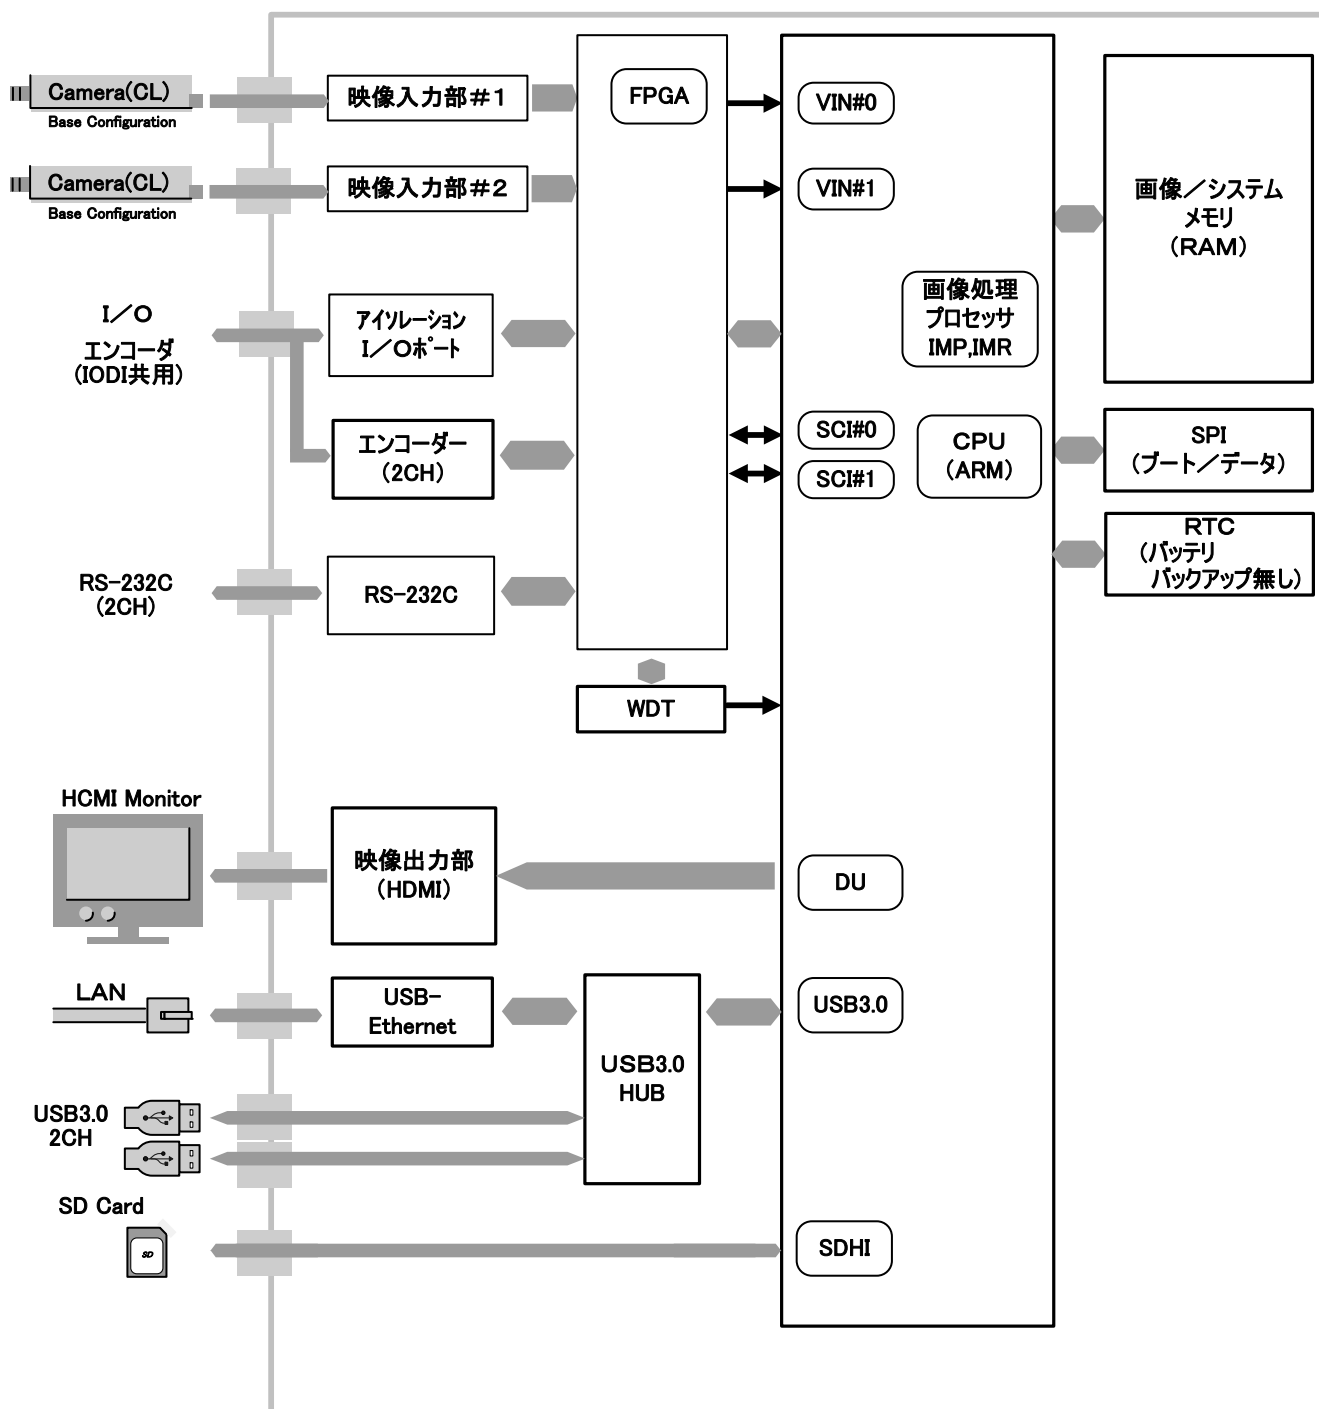 Camera(CL)
Base Configuration
映像入力部＃１
FPGA
VIN#0
Camera(CL)
Base Configuration
映像入力部＃２
VIN#1
画像／システム
メモリ
（ＲＡＭ）
I／O
エンコーダ
(IODI共用)
アイソレーション
I／Oポート
画像処理
プロセッサ
IMP,IMR
エンコーダー
（2CH）
SCI#0
SCI#1
CPU
（ARM）
SPI
（ブート／データ）
RTC
（バッテリ
バックアップ無し）
RS-232C
（2CH）
RS-232C
WDT
HCMI Monitor
映像出力部
（HDMI）
DU
LAN
USB-
Ethernet
USB3.0
HUB
USB3.0
USB3.0
2CH
SD Card
SD
SDHI